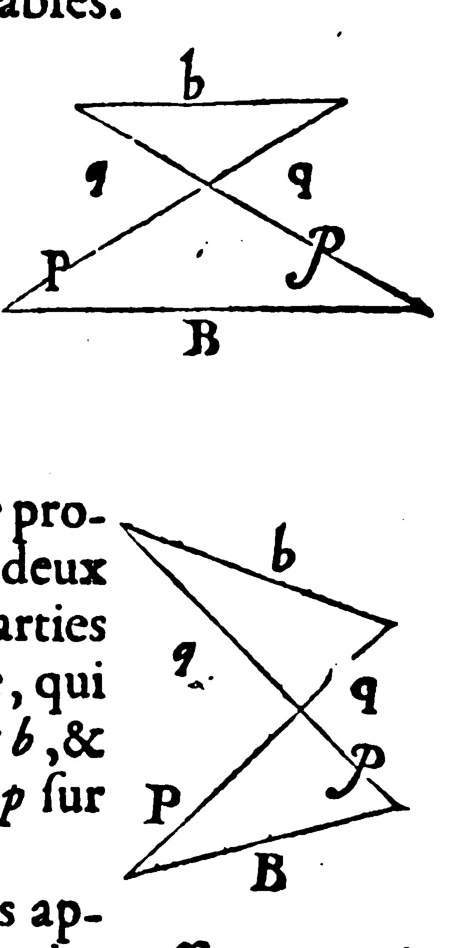 ables.
b
q q
P p
B
pro-
deux b
arties
, qui q q
b, &
p ſur P p
B
s ap-